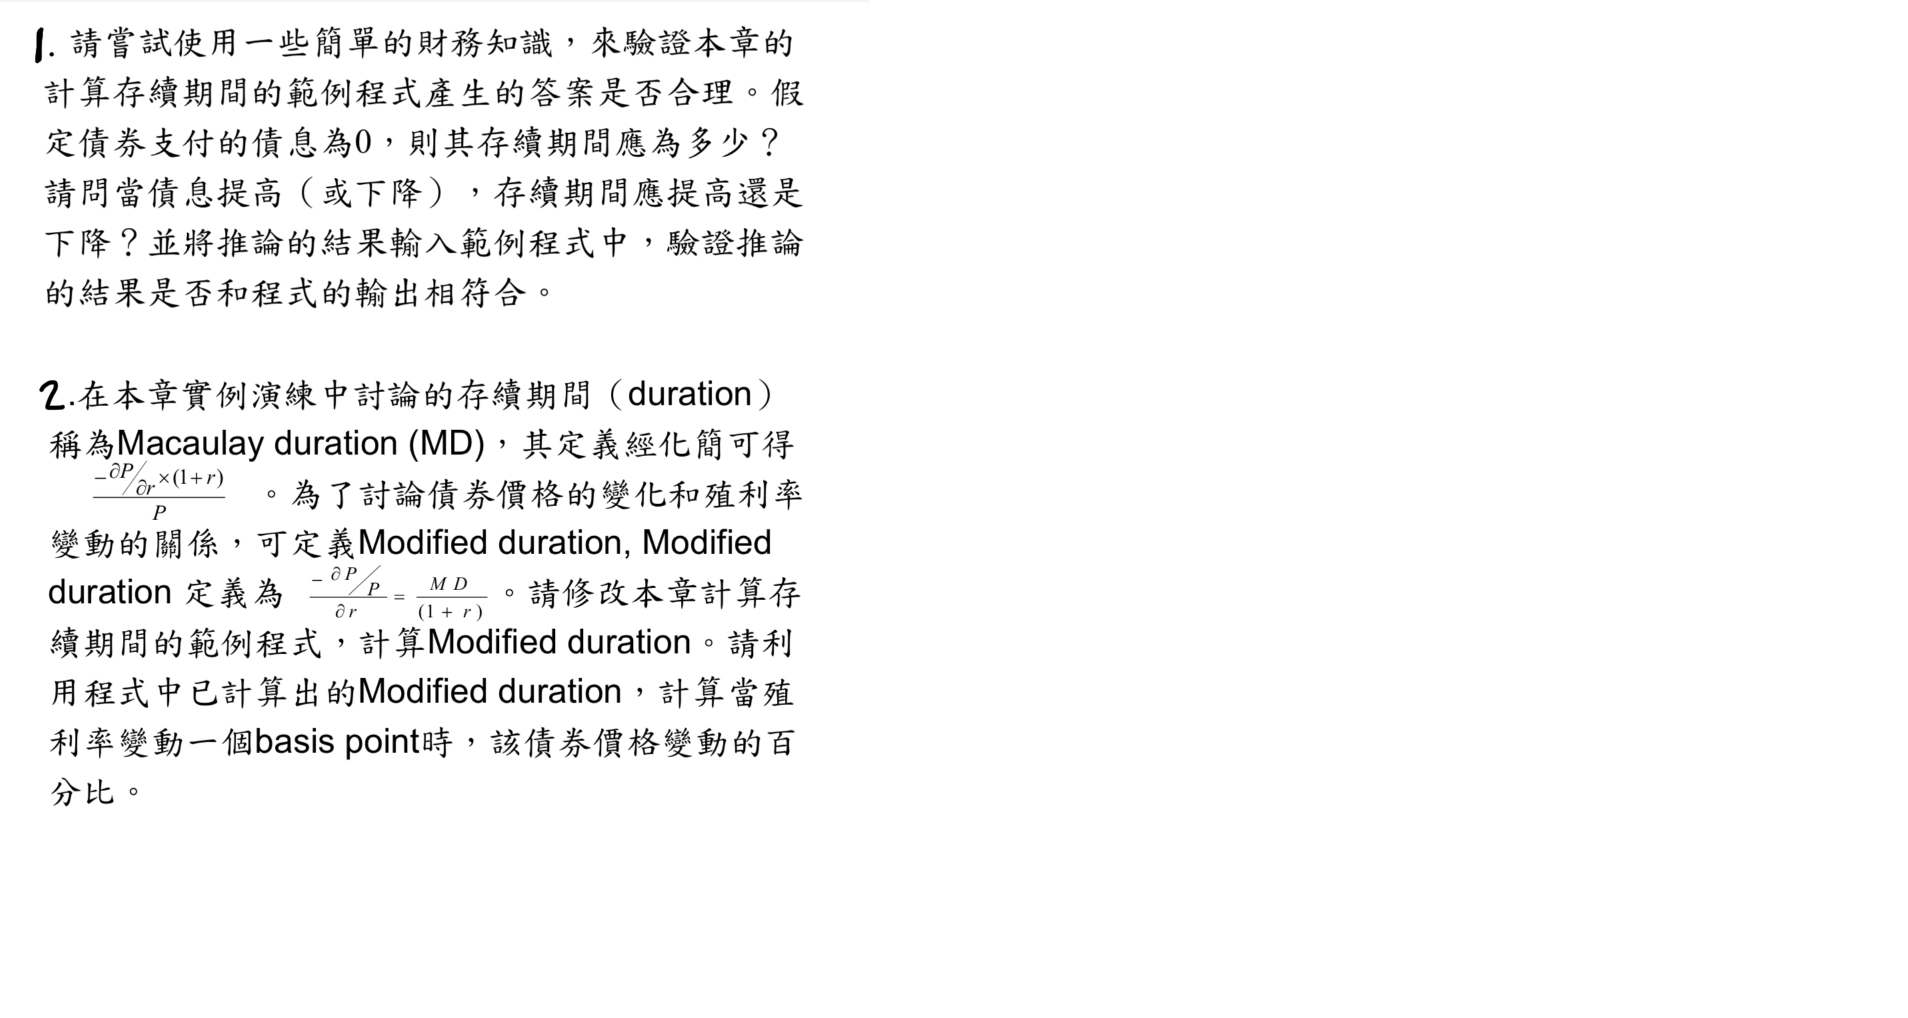 1. 請嘗試使用一些簡單的財務知識，來驗證本章的
計算存續期間的範例程式產生的答案是否合理。假
定債券支付的債息為0，則其存續期間應為多少？
請問當債息提高（或下降），存續期間應提高還是
下降？並將推論的結果輸入範例程式中，驗證推論
的結果是否和程式的輸出相符合。
2.在本章實例演練中討論的存續期間（duration）
稱為Macaulay duration (MD)，其定義經化簡可得
−∂P/∂r×(1+r) / P 。為了討論債券價格的變化和殖利率
變動的關係，可定義Modified duration, Modified
duration 定義為 −∂P/P / ∂r = MD / (1 + r) 。請修改本章計算存
續期間的範例程式，計算Modified duration。請利
用程式中已計算出的Modified duration，計算當殖
利率變動一個basis point時，該債券價格變動的百
分比。